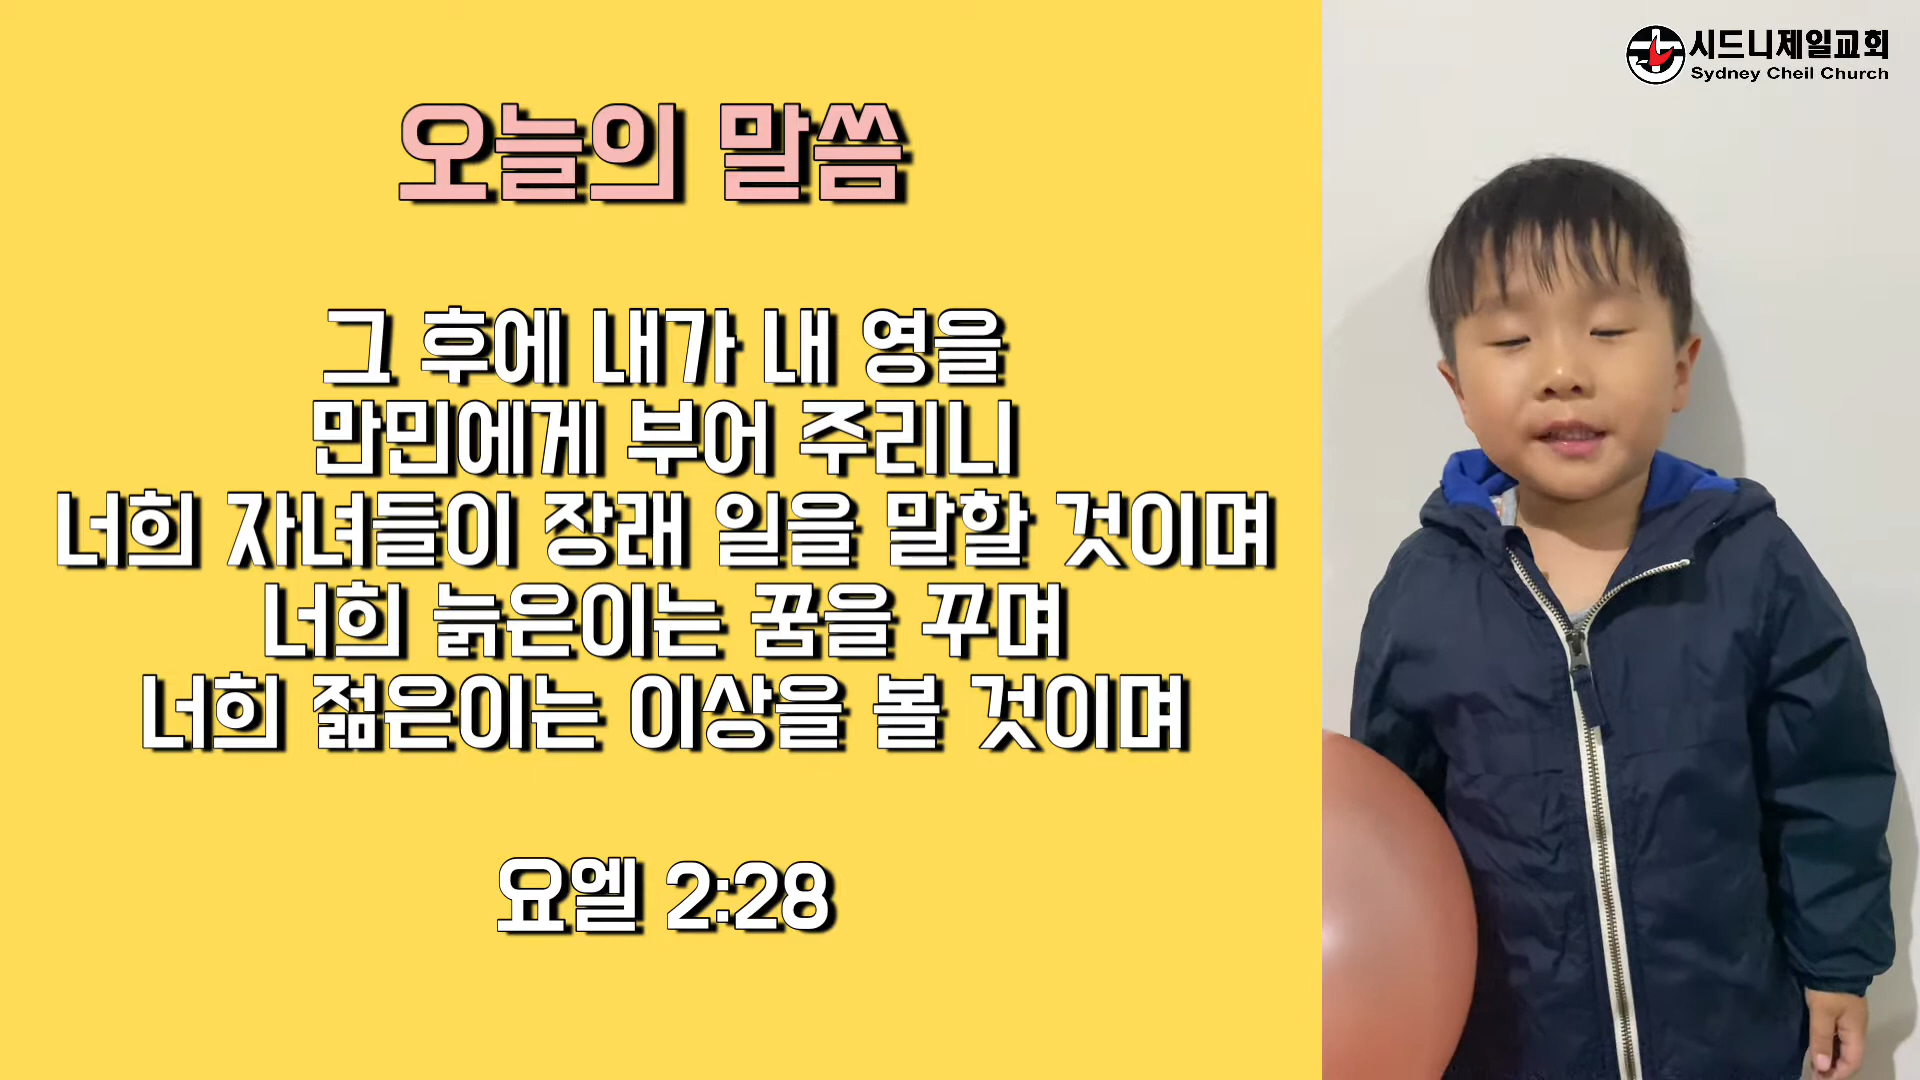 오늘의 말씀
그 후에 내가 내 영을
만민에게 부어 주리니
너희 자녀들이 장래 일을 말할 것이며
너희 늙은이는 꿈을 꾸며
너희 젊은이는 이상을 볼 것이며
요엘 2:28
시드니제일교회
Sydney Cheil Church